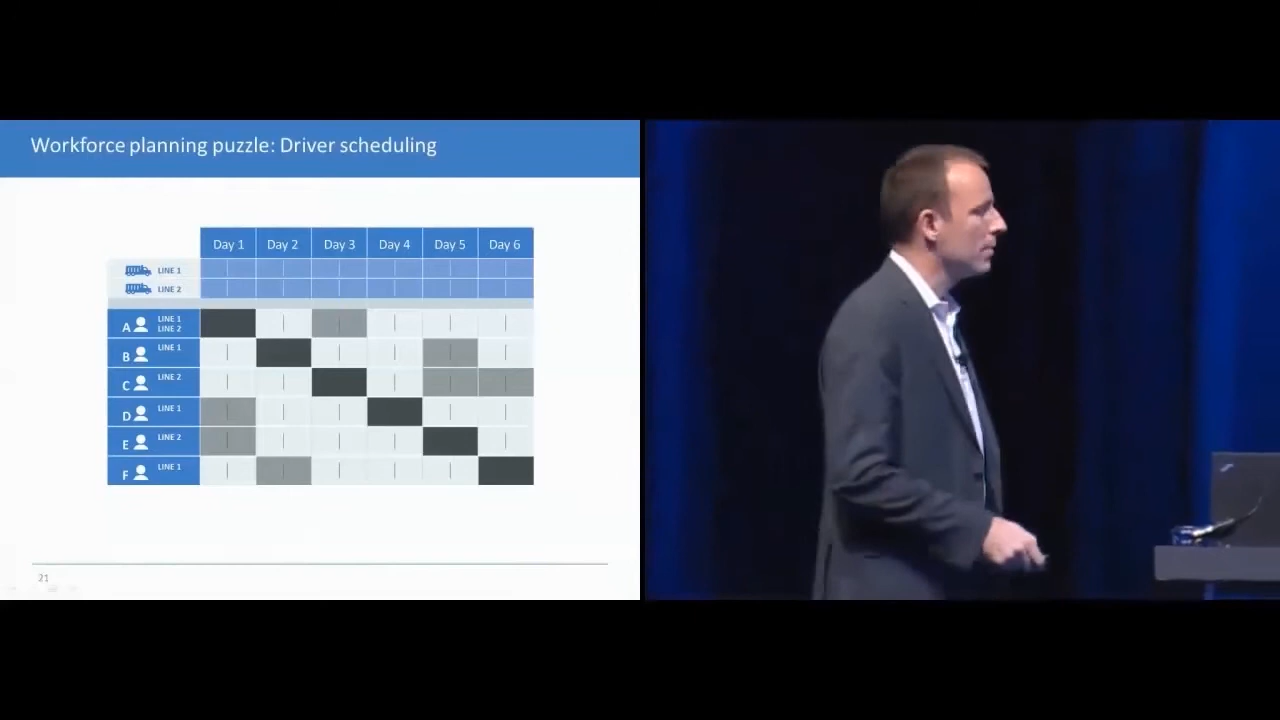 Workforce planning puzzle: Driver scheduling
Day 1 Day 2 Day 3 Day 4 Day 5 Day 6
LINE 1
LINE 2
A LINE 1
LINE 2
B LINE 1
C LINE 2
D LINE 1
E LINE 2
F LINE 1
21